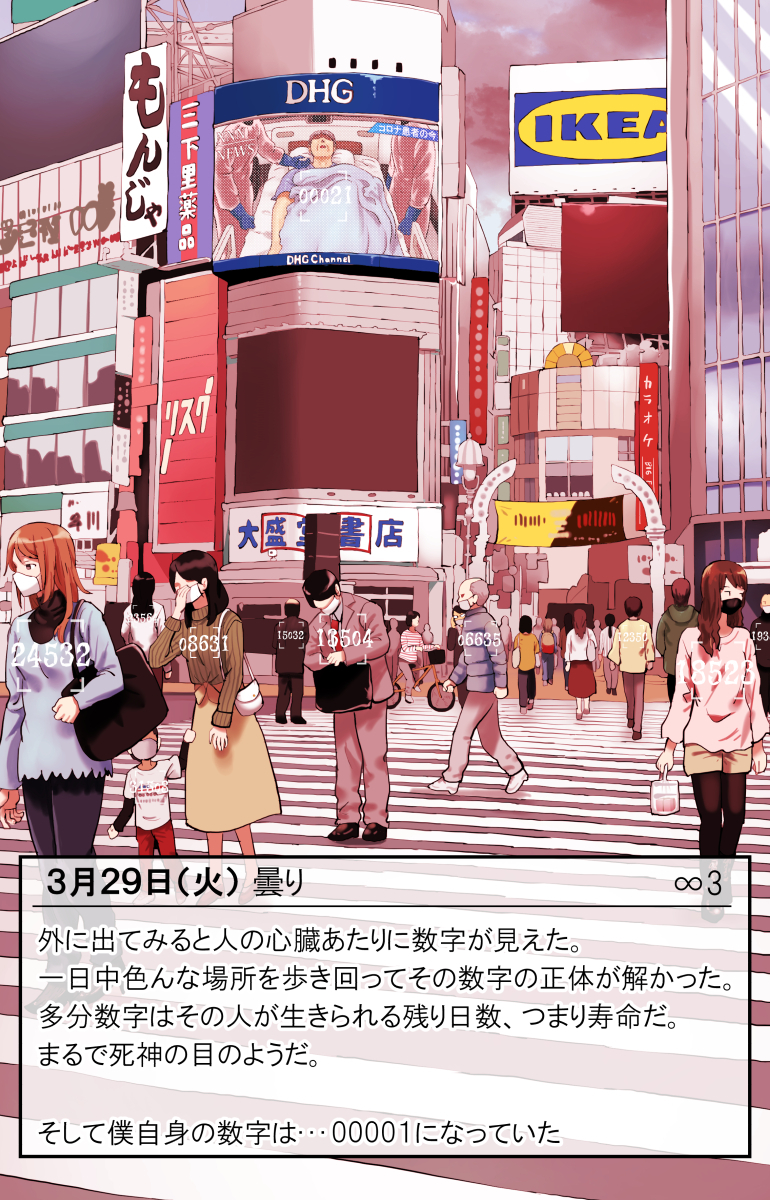 もんじゃ
三下里薬品
DHG
FAST NEWS
コロナ患者の今
00021
DHG Channel
IKEA
リスグ
カラオケ
大盛堂書店
井川
24532
08631
15032
13504
06635
12350
18523
3月29日(火) 曇り
∞3
外に出てみると人の心臓あたりに数字が見えた。
一日中色んな場所を歩き回ってその数字の正体が解かった。
多分数字はその人が生きられる残り日数、つまり寿命だ。
まるで死神の目のようだ。
そして僕自身の数字は…00001になっていた